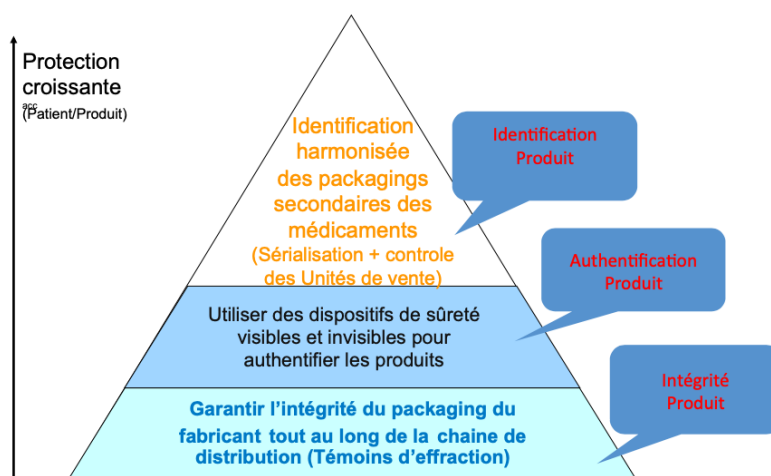 Protection
croissante
acc
(Patient/Produit)
Identification
harmonisée
des packagings
secondaires des
médicaments
(Sérialisation + controle
des Unités de vente)
Identification
Produit
Utiliser des dispositifs de sûreté
visibles et invisibles pour
authentifier les produits
Authentification
Produit
Garantir l’intégrité du packaging du
fabricant tout au long de la chaine de
distribution (Témoins d’effraction)
Intégrité
Produit